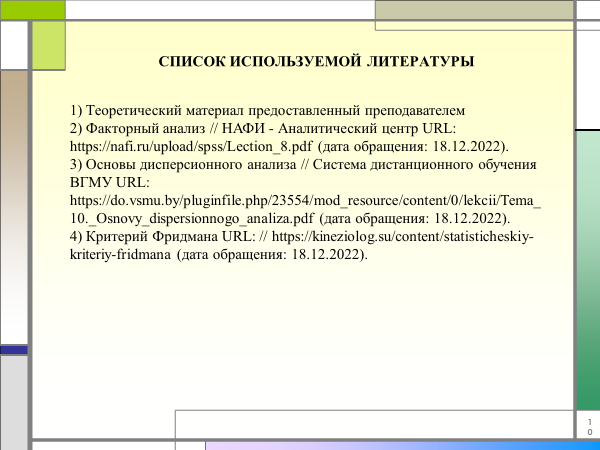 СПИСОК ИСПОЛЬЗУЕМОЙ ЛИТЕРАТУРЫ
1) Теоретический материал предоставленный преподавателем
2) Факторный анализ // НАФИ - Аналитический центр URL:
https://nafi.ru/upload/spss/Lection_8.pdf (дата обращения: 18.12.2022).
3) Основы дисперсионного анализа // Система дистанционного обучения
ВГМУ URL:
https://do.vsmu.by/pluginfile.php/23554/mod_resource/content/0/lekcii/Tema_
10._Osnovy_dispersionnogo_analiza.pdf (дата обращения: 18.12.2022).
4) Критерий Фридмана URL: // https://kineziolog.su/content/statisticheskiy-
kriteriy-fridmana (дата обращения: 18.12.2022).
1
0